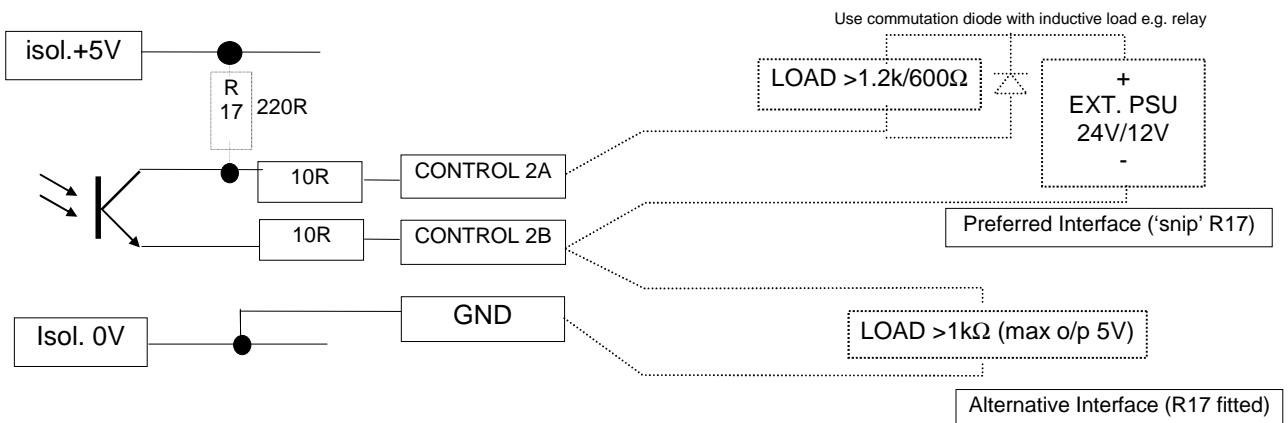 Use commutation diode with inductive load e.g. relay
isol.+5V
R
17
220R
LOAD >1.2k/600Ω
+
EXT. PSU
24V/12V
-
10R
CONTROL 2A
10R
CONTROL 2B
Preferred Interface (‘snip’ R17)
GND
Isol. 0V
LOAD >1kΩ (max o/p 5V)
Alternative Interface (R17 fitted)